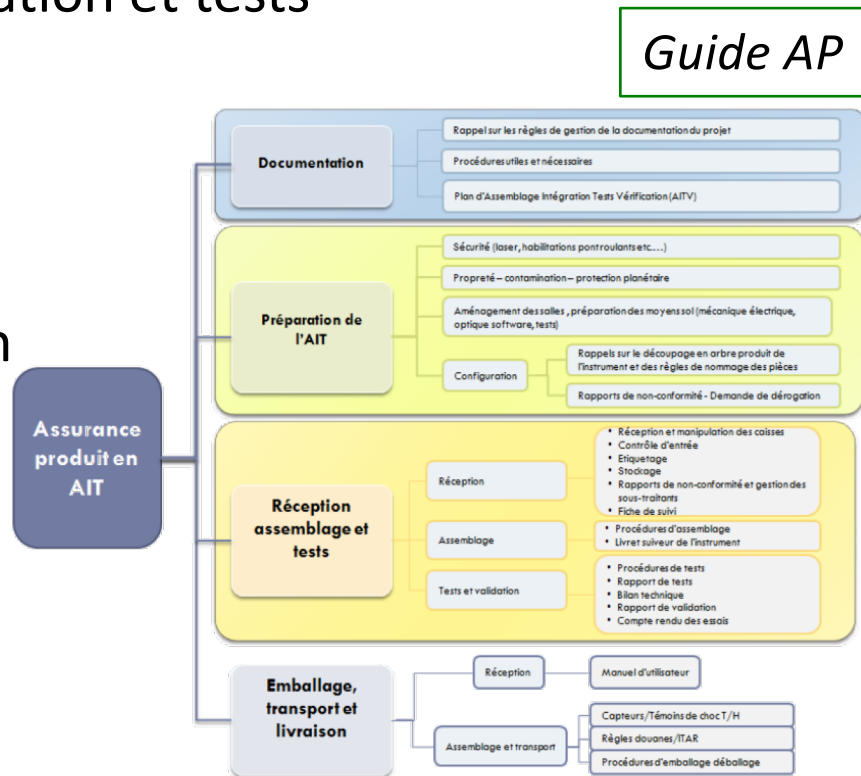 ation et tests
Guide AP
n
Assurance
produit en
AIT
Documentation
Rappel sur les règles de gestion de la documentation du projet
Procédures utiles et nécessaires
Plan d'Assemblage Intégration Tests Vérification (AITV)
Préparation de
l'AIT
Sécurité (laser, habilitations pont roulants etc.…)
Propreté – contamination – protection planétaire
Aménagement des salles , préparation des moyens sol (mécanique électrique,
optique software, tests)
Configuration
Rappels sur le découpage en arbre produit de
l'instrument et des règles de nommage des pièces
Rapports de non-conformité - Demande de dérogation
Réception
assemblage et
tests
Réception
• Réception et manipulation des caisses
• Contrôle d'entrée
• Etiquetage
• Stockage
• Rapports de non-conformité et gestion des
sous-traitants
• Fiche de suivi
Assemblage
• Procédures d'assemblage
• Livret suiveur de l'instrument
Tests et validation
• Procédures de tests
• Rapport de tests
• Bilan technique
• Rapport de validation
• Compte rendu des essais
Emballage,
transport et
livraison
Réception
Manuel d'utilisateur
Assemblage et transport
Capteurs/Témoins de choc T/H
Règles douanes/ITAR
Procédures d'emballage déballage